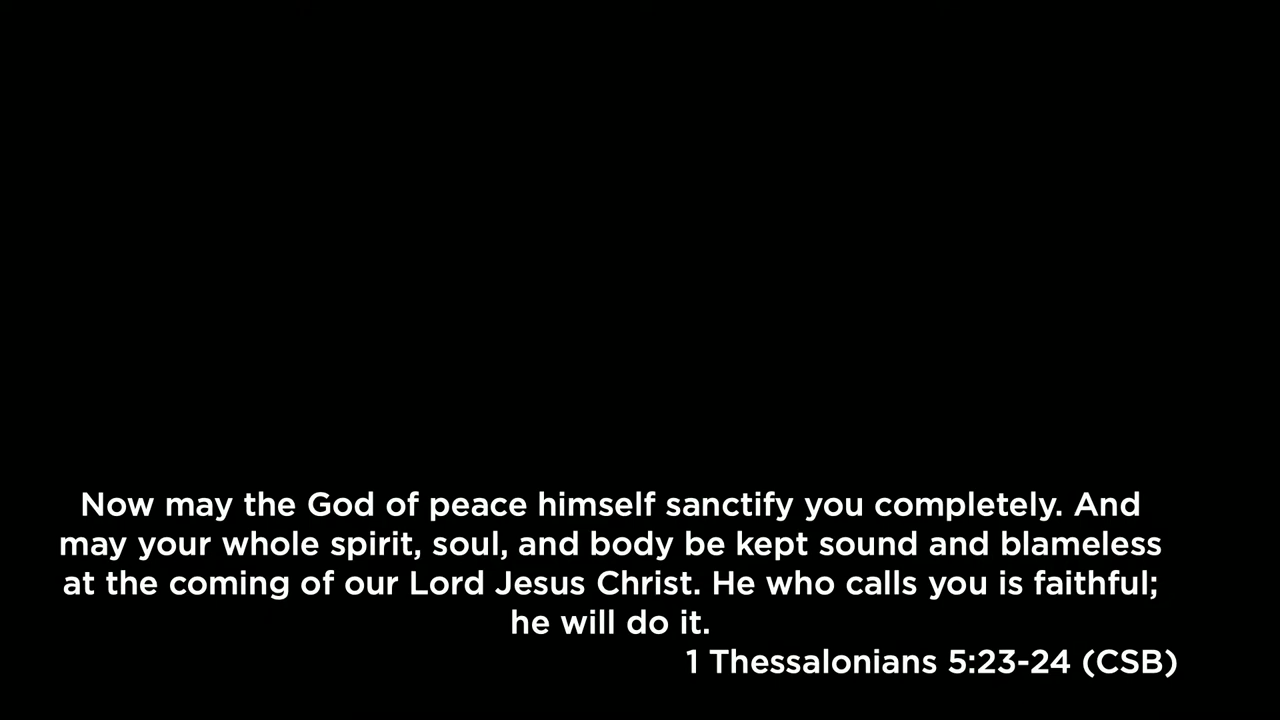 Now may the God of peace himself sanctify you completely. And
may your whole spirit, soul, and body be kept sound and blameless
at the coming of our Lord Jesus Christ. He who calls you is faithful;
he will do it.
1 Thessalonians 5:23-24 (CSB)